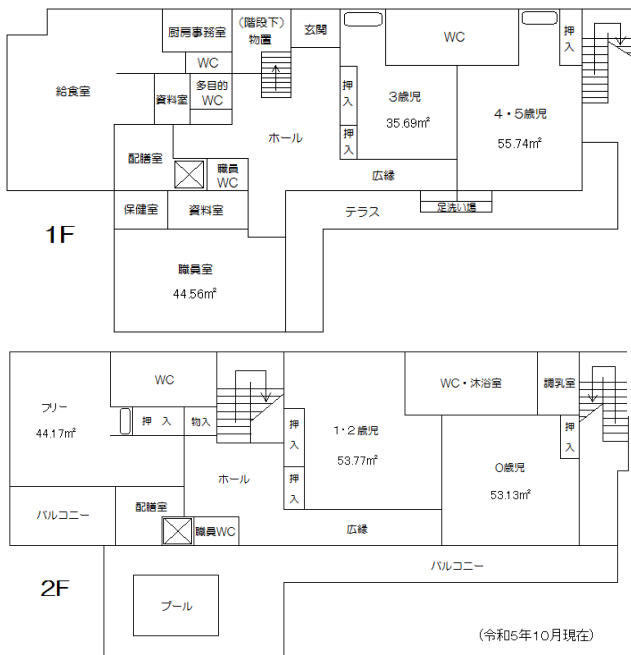 厨房事務室
(階段下)
物置
玄関
WC
押
入
WC
給食室
資料室
多目的
WC
押
入
3歳児
35.69㎡
4・5歳児
55.74㎡
押
入
ホール
配膳室
職員
WC
広縁
保健室
資料室
テラス
足洗い場
1F
職員室
44.56㎡
WC
WC・沐浴室
調乳室
フリー
44.17㎡
押 入
物入
押
入
1・2歳児
53.77㎡
押
入
0歳児
53.13㎡
ホール
押
入
バルコニー
配膳室
職員WC
広縁
バルコニー
2F
プール
(令和5年10月現在)